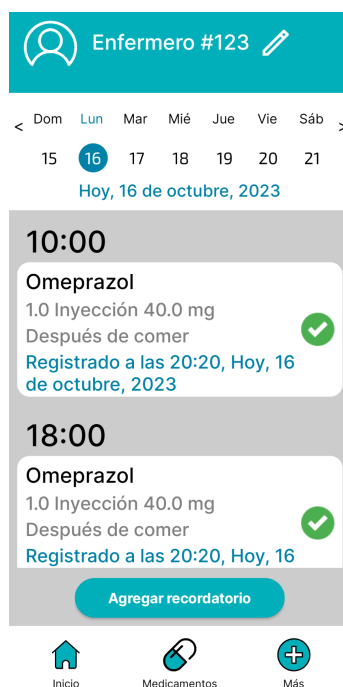 Enfermero #123
< Dom Lun Mar Mié Jue Vie Sáb >
15 16 17 18 19 20 21
Hoy, 16 de octubre, 2023
10:00
Omeprazol
1.0 Inyección 40.0 mg
Después de comer
Registrado a las 20:20, Hoy, 16
de octubre, 2023
18:00
Omeprazol
1.0 Inyección 40.0 mg
Después de comer
Registrado a las 20:20, Hoy, 16
Agregar recordatorio
Inicio Medicamentos Más